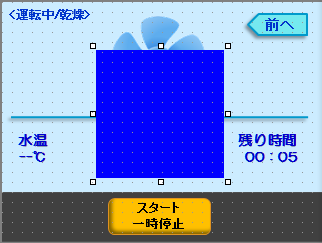 <運転中/乾燥>
前へ
水温
--℃
残り時間
00：05
スタート
一時停止